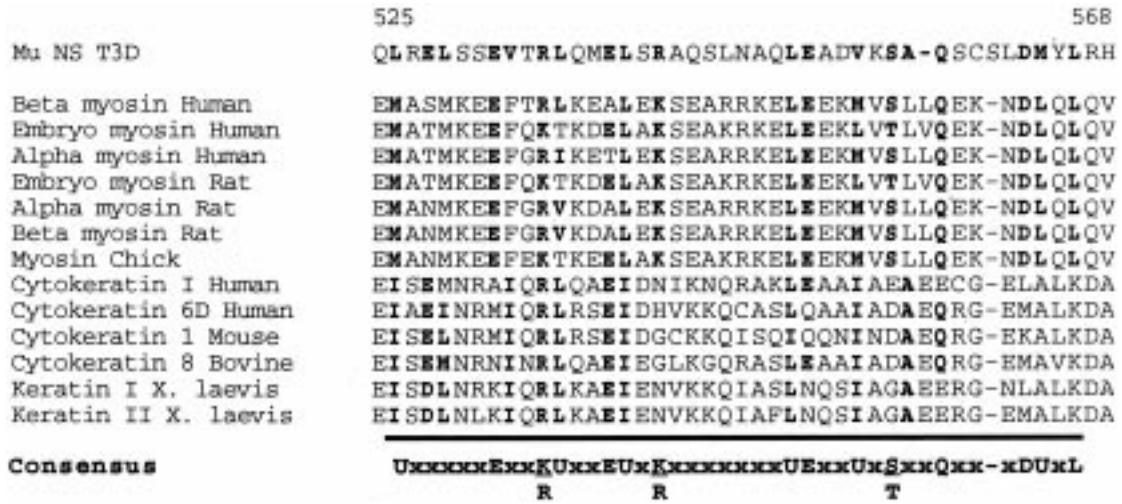 525 568
Mu NS T3D QLRELSSEVTRLQMELSRAQSLNAQLEADVKSA-QSCSLDMYLRH
Beta myosin Human EMASMKEEFTRLKEALEKSEARRKELEEKMVSLLQEK-NDLQLQV
Embryo myosin Human EMATMKEEFQKTKDELAKSEAKRKELEEKLVTLVQEK-NDLQLQV
Alpha myosin Human EMATMKEEFGRIKETLEKSEARRKELEEKMVSLLQEK-NDLQLQV
Embryo myosin Rat EMATMKEEFQKTKDELAKSEAKRKELEEKLVTLVQEK-NDLQLQV
Alpha myosin Rat EMANMKEEFGRVKDALEKSEARRKELEEKMVSLLQEK-NDLQLQV
Beta myosin Rat EMANMKEEFGRVKDALEKSEARRKELEEKMVSLLQEK-NDLQLQV
Myosin Chick EMANMKEEFEKTKEELAKSEAKRKELEEKMVSLLQEK-NDLQLQV
Cytokeratin I Human EISEMNRAIQRLQAEIDNIKNQRAKLEAAIAEAEECG-ELALKDA
Cytokeratin 6D Human EIAEINRMIQRLRSEIDHVKKQCASLQAAIADAEQRG-EMALKDA
Cytokeratin 1 Mouse EISELNRMIQRLRSEIDGCKKQISQIQQNINDAEQRG-EKALKDA
Cytokeratin 8 Bovine EISEMNRNINRLQAEIEGLKGQRASLEAAIADAEQRG-EMAVKDA
Keratin I X. laevis EISDLNRKIQRLKAEIENVKKQIASLNQSIAGAEERG-NLALKDA
Keratin II X. laevis EISDLNLKIQRLKAEIENVKKQIAFLNQSIAGAEERG-EMALKDA
Consensus UxxxxxExxKUxxEUxKxxxxxxxxUExxUxSxxQxx-xDUxL
R R T